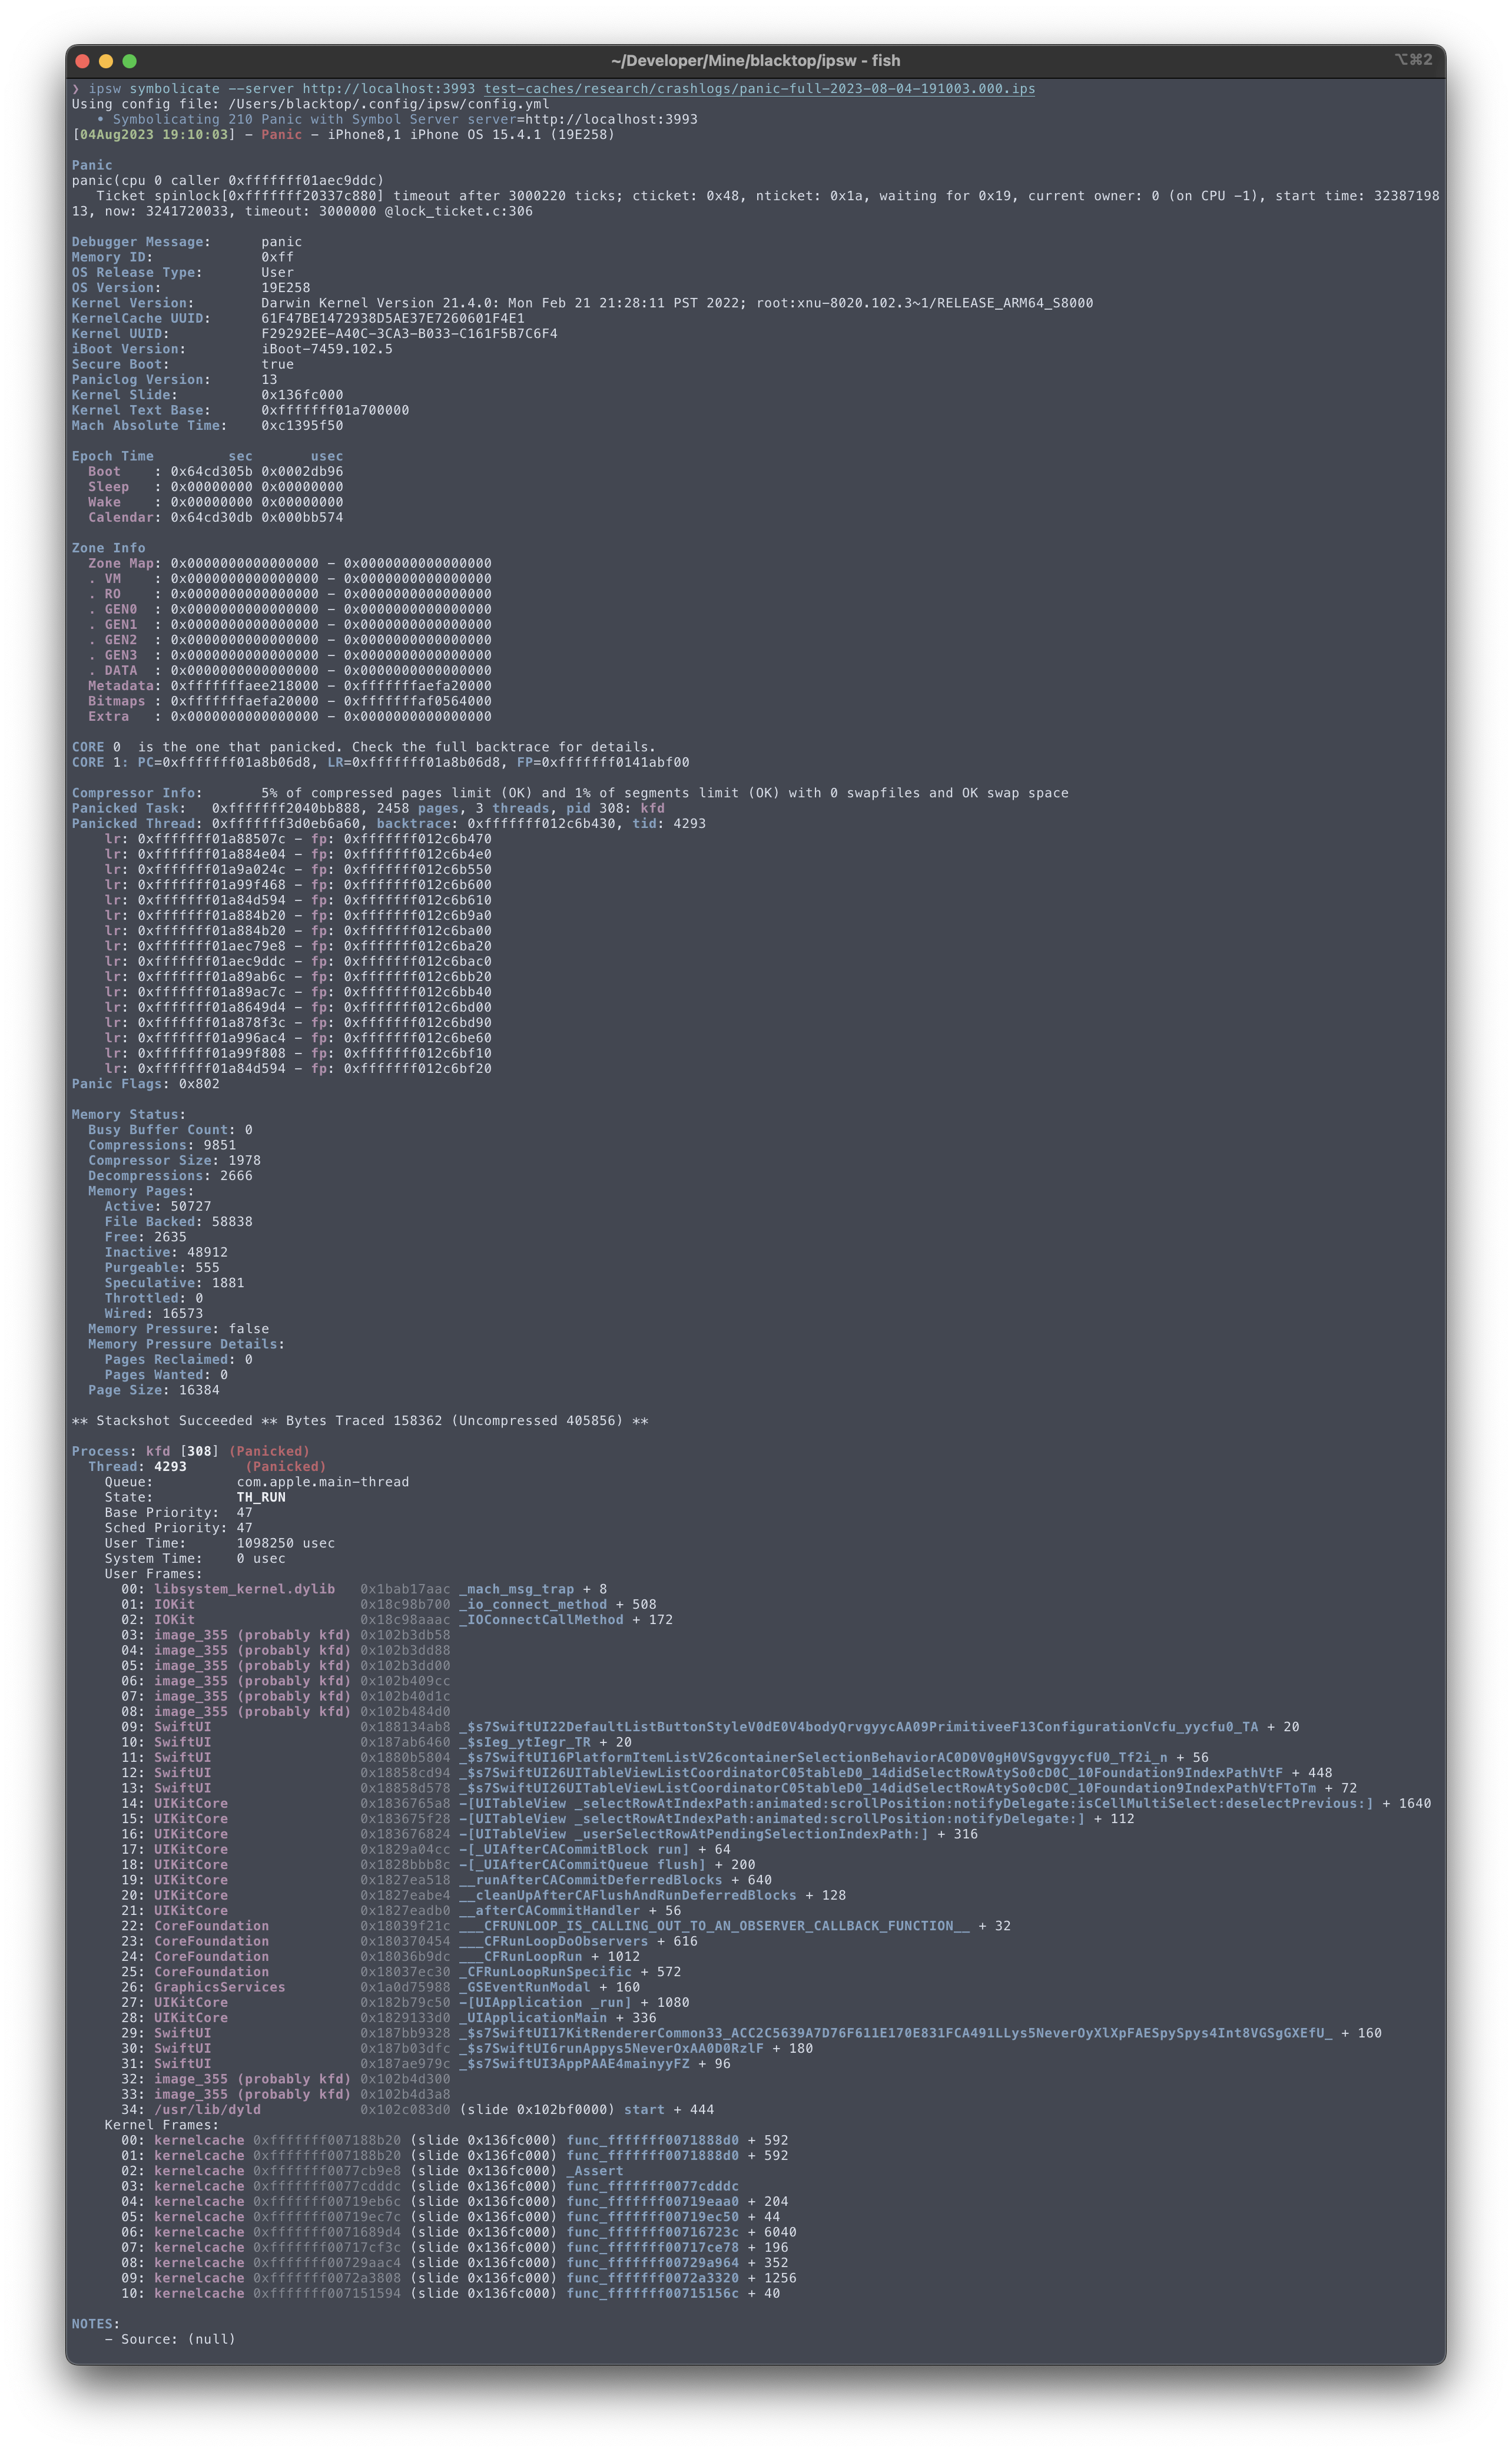 ~/Developer/Mine/blacktop/ipsw - fish
⌥⌘2
❯ ipsw symbolicate --server http://localhost:3993 test-caches/research/crashlogs/panic-full-2023-08-04-191003.000.ips
Using config file: /Users/blacktop/.config/ipsw/config.yml
• Symbolicating 210 Panic with Symbol Server server=http://localhost:3993
[04Aug2023 19:10:03] - Panic - iPhone8,1 iPhone OS 15.4.1 (19E258)
Panic
panic(cpu 0 caller 0xfffffff01aec9ddc)
Ticket spinlock[0xfffffff20337c880] timeout after 3000220 ticks; cticket: 0x48, nticket: 0x1a, waiting for 0x19, current owner: 0 (on CPU -1), start time: 32387198
13, now: 3241720033, timeout: 3000000 @lock_ticket.c:306
Debugger Message: panic
Memory ID: 0xff
OS Release Type: User
OS Version: 19E258
Kernel Version: Darwin Kernel Version 21.4.0: Mon Feb 21 21:28:11 PST 2022; root:xnu-8020.102.3~1/RELEASE_ARM64_S8000
KernelCache UUID: 61F47BE1472938D5AE37E7260601F4E1
Kernel UUID: F29292EE-A40C-3CA3-B033-C161F5B7C6F4
iBoot Version: iBoot-7459.102.5
Secure Boot: true
Paniclog Version: 13
Kernel Slide: 0x136fc000
Kernel Text Base: 0xfffffff01a700000
Mach Absolute Time: 0xc1395f50
Epoch Time sec usec
Boot : 0x64cd305b 0x0002db96
Sleep : 0x00000000 0x00000000
Wake : 0x00000000 0x00000000
Calendar: 0x64cd30db 0x000bb574
Zone Info
Zone Map: 0x0000000000000000 - 0x0000000000000000
. VM : 0x0000000000000000 - 0x0000000000000000
. RO : 0x0000000000000000 - 0x0000000000000000
. GEN0 : 0x0000000000000000 - 0x0000000000000000
. GEN1 : 0x0000000000000000 - 0x0000000000000000
. GEN2 : 0x0000000000000000 - 0x0000000000000000
. GEN3 : 0x0000000000000000 - 0x0000000000000000
. DATA : 0x0000000000000000 - 0x0000000000000000
Metadata: 0xfffffffaee218000 - 0xfffffffaefa20000
Bitmaps : 0xfffffffaefa20000 - 0xfffffffaf0564000
Extra : 0x0000000000000000 - 0x0000000000000000
CORE 0 is the one that panicked. Check the full backtrace for details.
CORE 1: PC=0xfffffff01a8b06d8, LR=0xfffffff01a8b06d8, FP=0xfffffff0141abf00
Compressor Info: 5% of compressed pages limit (OK) and 1% of segments limit (OK) with 0 swapfiles and OK swap space
Panicked Task: 0xfffffff2040bb888, 2458 pages, 3 threads, pid 308: kfd
Panicked Thread: 0xfffffff3d0eb6a60, backtrace: 0xfffffff012c6b430, tid: 4293
lr: 0xfffffff01a88507c - fp: 0xfffffff012c6b470
lr: 0xfffffff01a884e04 - fp: 0xfffffff012c6b4e0
lr: 0xfffffff01a9a024c - fp: 0xfffffff012c6b550
lr: 0xfffffff01a99f468 - fp: 0xfffffff012c6b600
lr: 0xfffffff01a84d594 - fp: 0xfffffff012c6b610
lr: 0xfffffff01a884b20 - fp: 0xfffffff012c6b9a0
lr: 0xfffffff01a884b20 - fp: 0xfffffff012c6ba00
lr: 0xfffffff01aec79e8 - fp: 0xfffffff012c6ba20
lr: 0xfffffff01aec9ddc - fp: 0xfffffff012c6bac0
lr: 0xfffffff01a89ab6c - fp: 0xfffffff012c6bb20
lr: 0xfffffff01a89ac7c - fp: 0xfffffff012c6bb40
lr: 0xfffffff01a8649d4 - fp: 0xfffffff012c6bd00
lr: 0xfffffff01a878f3c - fp: 0xfffffff012c6bd90
lr: 0xfffffff01a996ac4 - fp: 0xfffffff012c6be60
lr: 0xfffffff01a99f808 - fp: 0xfffffff012c6bf10
lr: 0xfffffff01a84d594 - fp: 0xfffffff012c6bf20
Panic Flags: 0x802
Memory Status:
Busy Buffer Count: 0
Compressions: 9851
Compressor Size: 1978
Decompressions: 2666
Memory Pages:
Active: 50727
File Backed: 58838
Free: 2635
Inactive: 48912
Purgeable: 555
Speculative: 1881
Throttled: 0
Wired: 16573
Memory Pressure: false
Memory Pressure Details:
Pages Reclaimed: 0
Pages Wanted: 0
Page Size: 16384
** Stackshot Succeeded ** Bytes Traced 158362 (Uncompressed 405856) **
Process: kfd [308] (Panicked)
Thread: 4293 (Panicked)
Queue: com.apple.main-thread
State: TH_RUN
Base Priority: 47
Sched Priority: 47
User Time: 1098250 usec
System Time: 0 usec
User Frames:
00: libsystem_kernel.dylib 0x1bab17aac _mach_msg_trap + 8
01: IOKit 0x18c98b700 _io_connect_method + 508
02: IOKit 0x18c98aaac _IOConnectCallMethod + 172
03: image_355 (probably kfd) 0x102b3db58
04: image_355 (probably kfd) 0x102b3dd88
05: image_355 (probably kfd) 0x102b3dd00
06: image_355 (probably kfd) 0x102b409cc
07: image_355 (probably kfd) 0x102b40d1c
08: image_355 (probably kfd) 0x102b484d0
09: SwiftUI 0x188134ab8 _$s7SwiftUI22DefaultListButtonStyleV0dE0V4bodyQrvgyycAA09PrimitiveeF13ConfigurationVcfu_yycfu0_TA + 20
10: SwiftUI 0x187ab6460 _$sIeg_ytIegr_TR + 20
11: SwiftUI 0x1880b5804 _$s7SwiftUI16PlatformItemListV26containerSelectionBehaviorAC0D0V0gH0VSgvgyycfU0_Tf2i_n + 56
12: SwiftUI 0x18858cd94 _$s7SwiftUI26UITableViewListCoordinatorC05tableD0_14didSelectRowAtySo0cD0C_10Foundation9IndexPathVtF + 448
13: SwiftUI 0x18858d578 _$s7SwiftUI26UITableViewListCoordinatorC05tableD0_14didSelectRowAtySo0cD0C_10Foundation9IndexPathVtFToTm + 72
14: UIKitCore 0x1836765a8 -[UITableView _selectRowAtIndexPath:animated:scrollPosition:notifyDelegate:isCellMultiSelect:deselectPrevious:] + 1640
15: UIKitCore 0x183675f28 -[UITableView _selectRowAtIndexPath:animated:scrollPosition:notifyDelegate:] + 112
16: UIKitCore 0x183676824 -[UITableView _userSelectRowAtPendingSelectionIndexPath:] + 316
17: UIKitCore 0x1829a04cc -[_UIAfterCACommitBlock run] + 64
18: UIKitCore 0x1828bbb8c -[_UIAfterCACommitQueue flush] + 200
19: UIKitCore 0x1827ea518 __runAfterCACommitDeferredBlocks + 640
20: UIKitCore 0x1827eabe4 __cleanUpAfterCAFlushAndRunDeferredBlocks + 128
21: UIKitCore 0x1827eadb0 __afterCACommitHandler + 56
22: CoreFoundation 0x18039f21c ___CFRUNLOOP_IS_CALLING_OUT_TO_AN_OBSERVER_CALLBACK_FUNCTION__ + 32
23: CoreFoundation 0x180370454 ___CFRunLoopDoObservers + 616
24: CoreFoundation 0x18036b9dc ___CFRunLoopRun + 1012
25: CoreFoundation 0x18037ec30 _CFRunLoopRunSpecific + 572
26: GraphicsServices 0x1a0d75988 _GSEventRunModal + 160
27: UIKitCore 0x182b79c50 -[UIApplication _run] + 1080
28: UIKitCore 0x1829133d0 _UIApplicationMain + 336
29: SwiftUI 0x187bb9328 _$s7SwiftUI17KitRendererCommon33_ACC2C5639A7D76F611E170E831FCA491LLys5NeverOyXlXpFAESpySpys4Int8VGSgGXEfU_ + 160
30: SwiftUI 0x187b03dfc _$s7SwiftUI6runAppys5NeverOxAA0D0RzlF + 180
31: SwiftUI 0x187ae979c _$s7SwiftUI3AppPAAE4mainyyFZ + 96
32: image_355 (probably kfd) 0x102b4d300
33: image_355 (probably kfd) 0x102b4d3a8
34: /usr/lib/dyld 0x102c083d0 (slide 0x102bf0000) start + 444
Kernel Frames:
00: kernelcache 0xfffffff007188b20 (slide 0x136fc000) func_fffffff0071888d0 + 592
01: kernelcache 0xfffffff007188b20 (slide 0x136fc000) func_fffffff0071888d0 + 592
02: kernelcache 0xfffffff0077cb9e8 (slide 0x136fc000) _Assert
03: kernelcache 0xfffffff0077cdddc (slide 0x136fc000) func_fffffff0077cdddc
04: kernelcache 0xfffffff00719eb6c (slide 0x136fc000) func_fffffff00719eaa0 + 204
05: kernelcache 0xfffffff00719ec7c (slide 0x136fc000) func_fffffff00719ec50 + 44
06: kernelcache 0xfffffff0071689d4 (slide 0x136fc000) func_fffffff00716723c + 6040
07: kernelcache 0xfffffff00717cf3c (slide 0x136fc000) func_fffffff00717ce78 + 196
08: kernelcache 0xfffffff00729aac4 (slide 0x136fc000) func_fffffff00729a964 + 352
09: kernelcache 0xfffffff0072a3808 (slide 0x136fc000) func_fffffff0072a3320 + 1256
10: kernelcache 0xfffffff007151594 (slide 0x136fc000) func_fffffff00715156c + 40
NOTES:
- Source: (null)